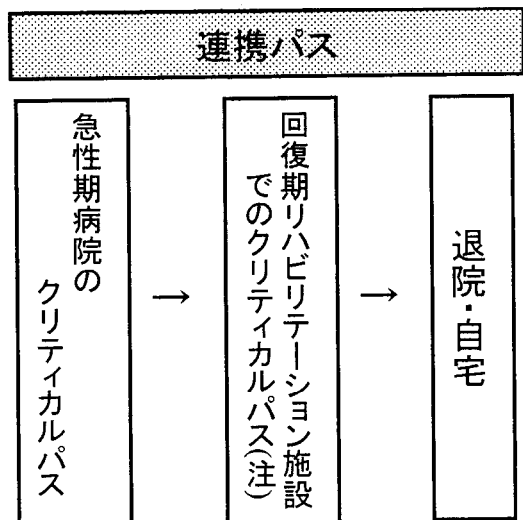 連携パス
急性期病院の
クリティカルパス
→
回復期リハビリテーション施設
でのクリティカルパス(注)
→
退院・自宅